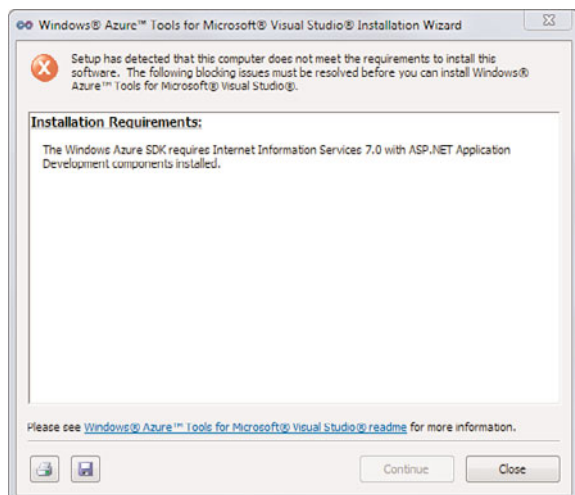 Windows® Azure™ Tools for Microsoft® Visual Studio® Installation Wizard
Setup has detected that this computer does not meet the requirements to install this
software. The following blocking issues must be resolved before you can install Windows®
Azure™ Tools for Microsoft® Visual Studio®.
Installation Requirements:
The Windows Azure SDK requires Internet Information Services 7.0 with ASP.NET Application
Development components installed.
Please see Windows® Azure™ Tools for Microsoft® Visual Studio® readme for more information.
Continue
Close